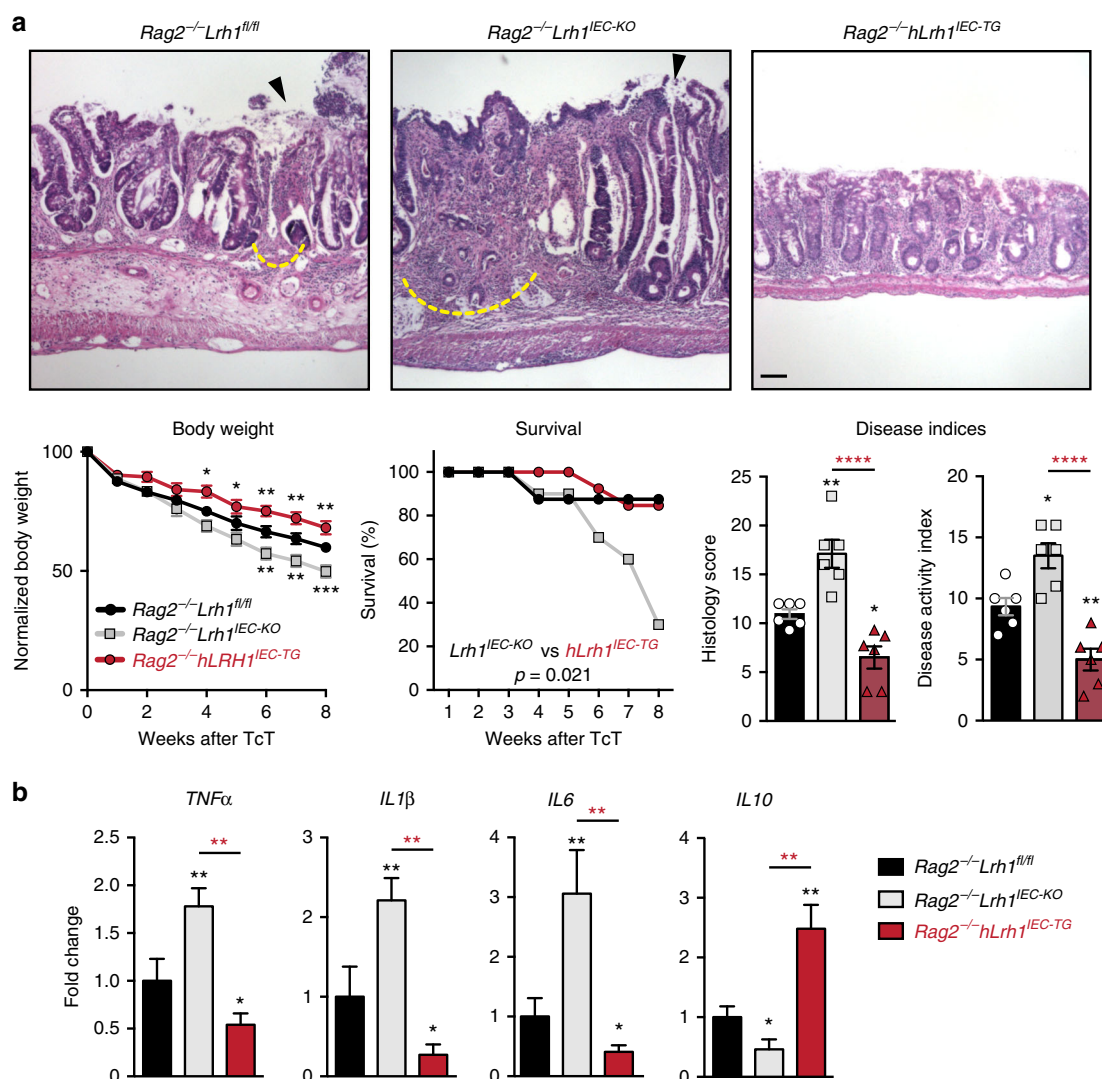 a
Rag2–/–Lrh1fl/fl
Rag2–/–Lrh1IEC-KO
Rag2–/–hLrh1IEC-TG
Body weight
Survival
Disease indices
Normalized body weight
100
50
0
0 2 4 6 8
Weeks after TcT
* * ** ** **
** ** ***
Rag2–/–Lrh1fl/fl
Rag2–/–Lrh1IEC-KO
Rag2–/–hLRH1IEC-TG
Survival (%)
100
80
60
40
20
0
1 2 3 4 5 6 7 8
Weeks after TcT
Lrh1IEC-KO vs hLrh1IEC-TG
p = 0.021
Histology score
25
20
15
10
5
0
****
**
*
Disease activity index
20
15
10
5
0
****
*
**
b
TNFα
IL1β
IL6
IL10
Fold change
2.5
2.0
1.5
1.0
0.5
0
**
**
*
3
2
1
0
**
**
*
4
3
2
1
0
**
**
*
4
3
2
1
0
**
**
*
Rag2–/–Lrh1fl/fl
Rag2–/–Lrh1IEC-KO
Rag2–/–hLrh1IEC-TG